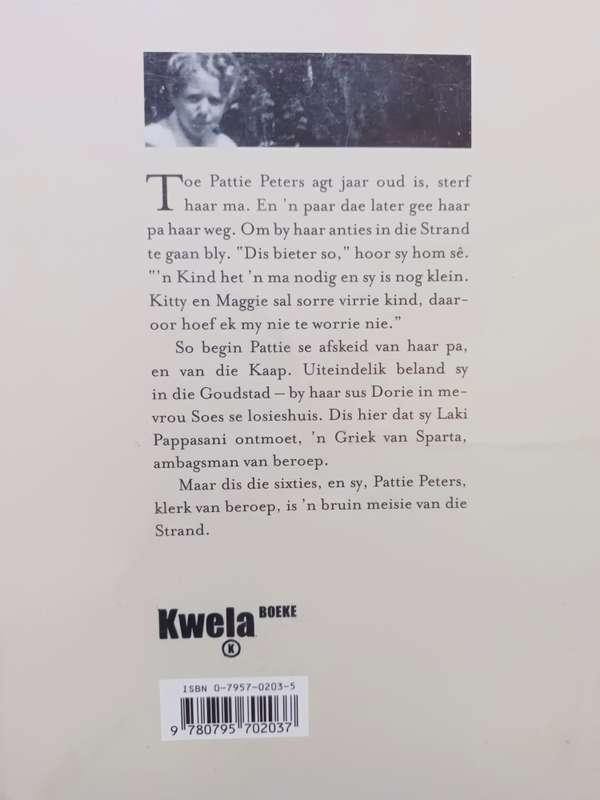 Toe Pattie Peters agt jaar oud is, sterf
haar ma. En 'n paar dae later gee haar
pa haar weg. Om by haar anties in die Strand
te gaan bly. "Dis bieter so," hoor sy hom sê.
"'n Kind het 'n ma nodig en sy is nog klein.
Kitty en Maggie sal sorre virrie kind, daar-
oor hoef ek my nie te worrie nie."
So begin Pattie se afskeid van haar pa,
en van die Kaap. Uiteindelik beland sy
in die Goudstad – by haar sus Dorie in me-
vrou Soes se losieshuis. Dis hier dat sy Laki
Pappasani ontmoet, 'n Griek van Sparta,
ambagsman van beroep.
Maar dis die sixties, en sy, Pattie Peters,
klerk van beroep, is 'n bruin meisie van die
Strand.
Kwela BOEKE
K
ISBN 0-7957-0203-5
9 780795 702037